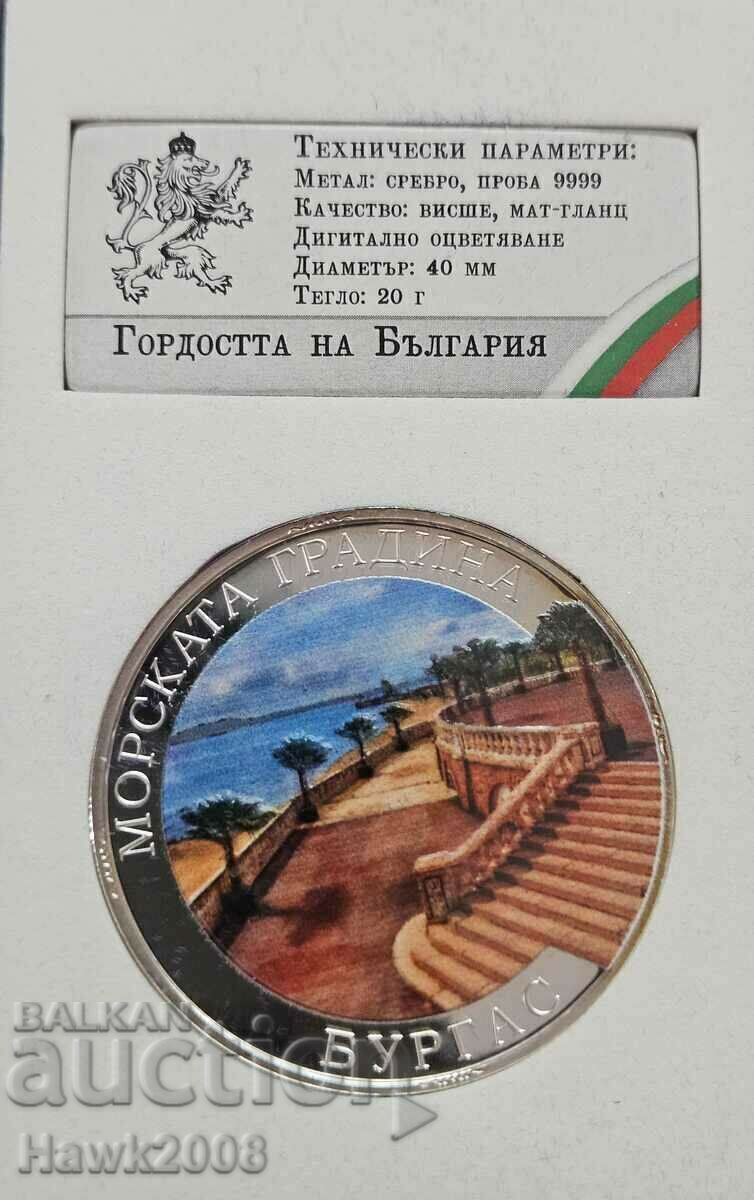 Технически параметри:
Метал: сребро, проба 9999
Качество: висше, мат-гланц
Дигитално оцветяване
Диаметър: 40 мм
Тегло: 20 г
Гордостта на България
МОРСКАТА ГРАДИНА
БУРГАС
BALKAN
auction
Hawk2008